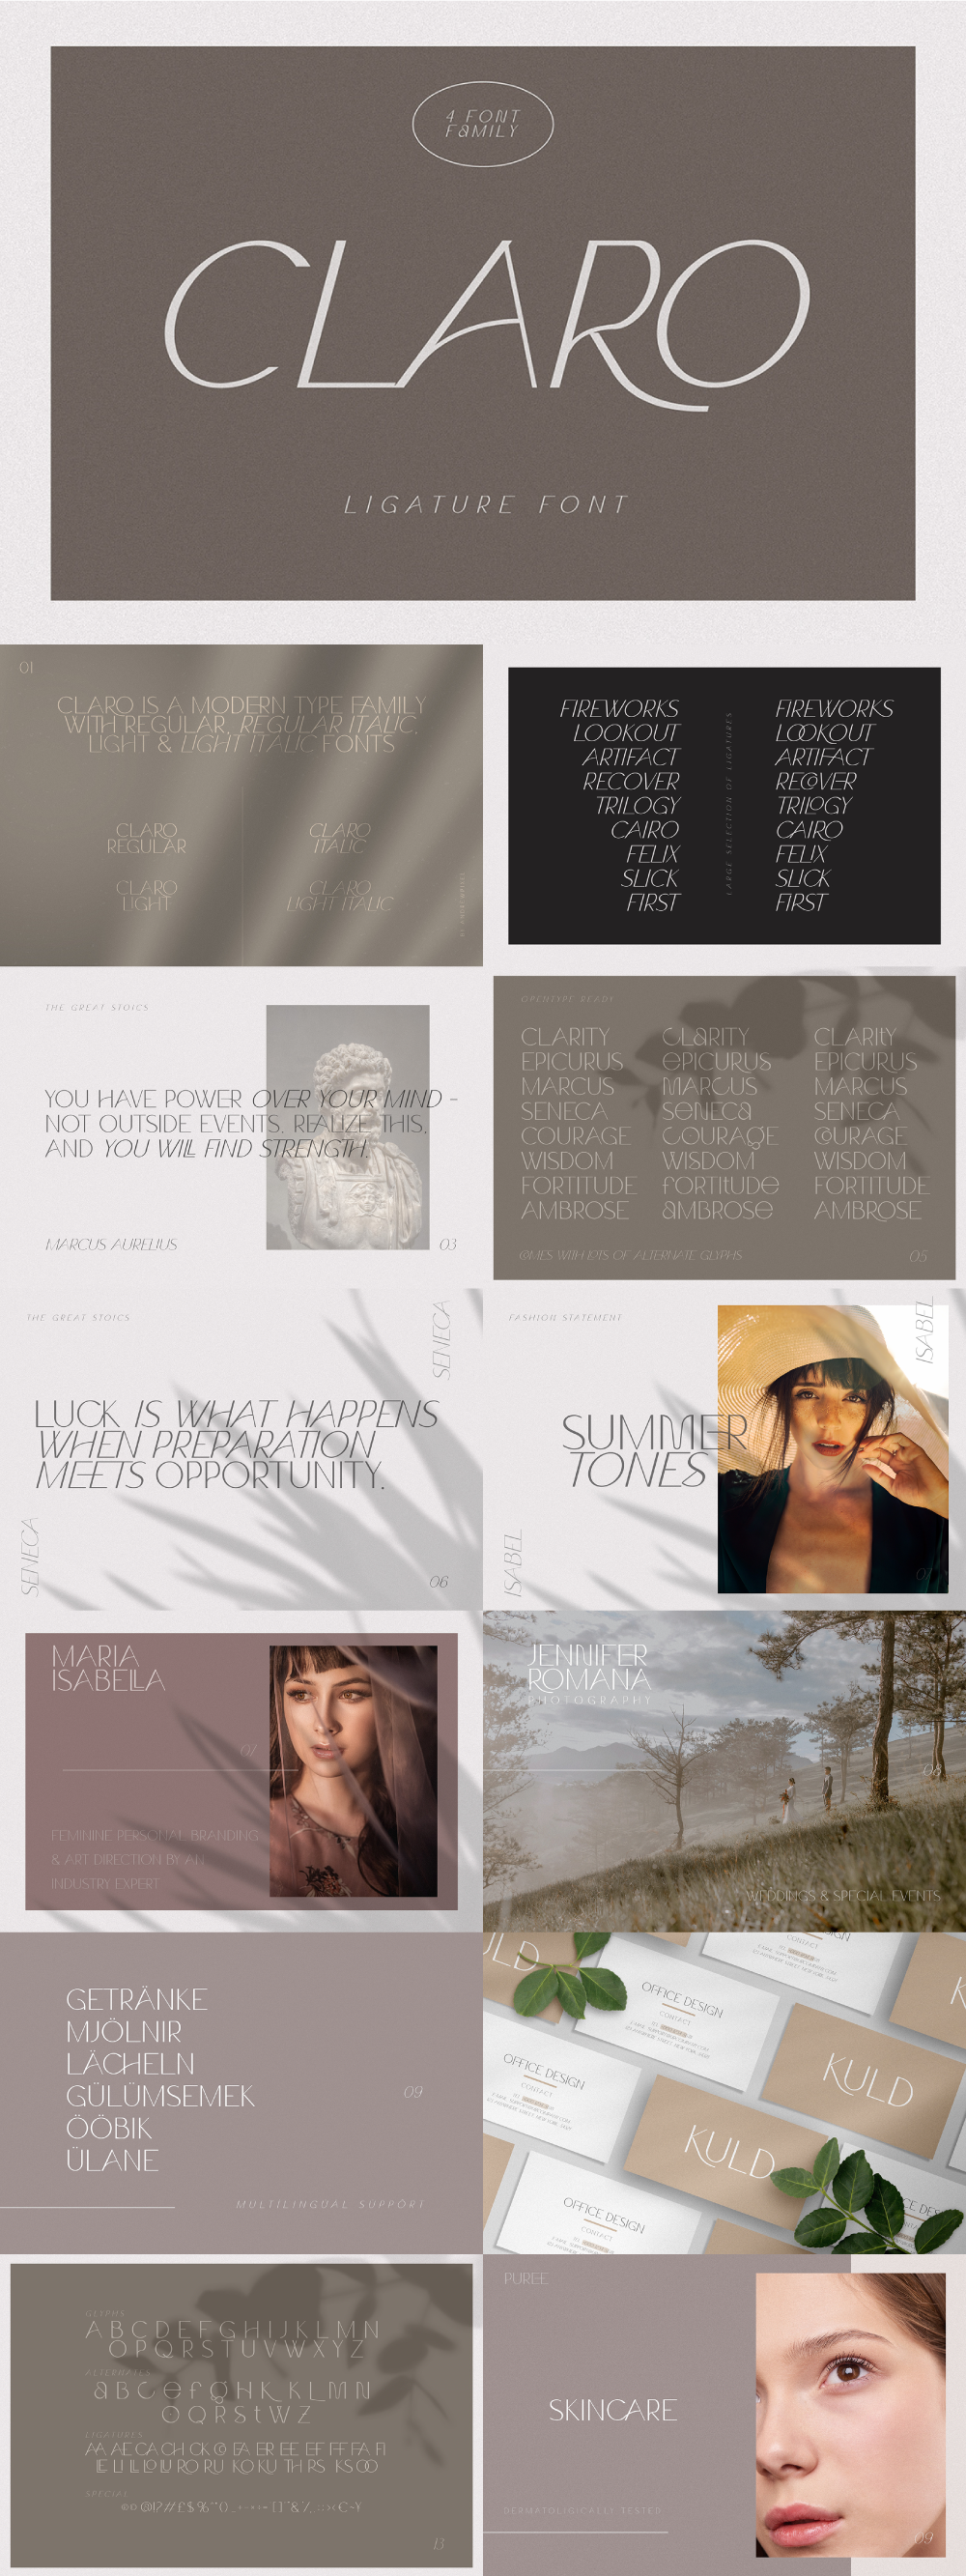 4 FONT
FAMILY
CLARO
LIGATURE FONT
01
CLARO IS A MODERN TYPE FAMILY
WITH REGULAR, REGULAR ITALIC,
LIGHT & LIGHT ITALIC FONTS
CLARO
REGULAR
CLARO
ITALIC
CLARO
LIGHT
CLARO
LIGHT ITALIC
FIREWORKS
LOOKOUT
ARTIFACT
RECOVER
TRILOGY
CAIRO
FELIX
SLICK
FIRST
LARGE SELECTION OF LIGATURES
FIREWORKS
LOOKOUT
ARTIFACT
RECOVER
TRILOGY
CAIRO
FELIX
SLICK
FIRST
THE GREAT STOICS
YOU HAVE POWER OVER YOUR MIND -
NOT OUTSIDE EVENTS. REALIZE THIS,
AND YOU WILL FIND STRENGTH.
MARCUS AURELIUS
03
OPENTYPE READY
CLARITY
EPICURUS
MARCUS
SENECA
COURAGE
WISDOM
FORTITUDE
AMBROSE
CLaRITY
ePICURUS
MARCUS
SeNeCa
COURAGe
WISDOM
fORTItUDe
aMBROSe
CLARItY
EPICURUS
MARCUS
SENECA
COURAGE
WISDOM
FORTITUDE
AMBROSE
COMES WITH LOTS OF ALTERNATE GLYPHS
05
THE GREAT STOICS
SENECA
LUCK IS WHAT HAPPENS
WHEN PREPARATION
MEETS OPPORTUNITY.
SENECA
06
FASHION STATEMENT
ISABEL
SUMMER
TONES
ISABEL
07
MARIA
ISABELLA
07
FEMININE PERSONAL BRANDING
& ART DIRECTION BY AN
INDUSTRY EXPERT
JENNIFER
ROMANA
PHOTOGRAPHY
08
WEDDINGS & SPECIAL EVENTS
GETRÄNKE
MJÖLNIR
LÄCHELN
GÜLÜMSEMEK
ÖÖBIK
ÜLANE
09
MULTILINGUAL SUPPÓRT
KULD
CONTACT
OFFICE DESIGN
CONTACT
OFFICE DESIGN
CONTACT
KULD
KULD
OFFICE DESIGN
CONTACT
GLYPHS
A B C D E F G H I J K L M N
O P Q R S T U V W X Y Z
ALTERNATES
a B C e f g H K K L M N
O Q R S t W Z
LIGATURES
AA AE CA CH CK CO EA ER EE EF FF FA FI
IE LI LL LO LU RO RU KO KU TH RS KS OO
SPECIAL
13
PUREE
SKINCARE
DERMATOLIGICALLY TESTED
09